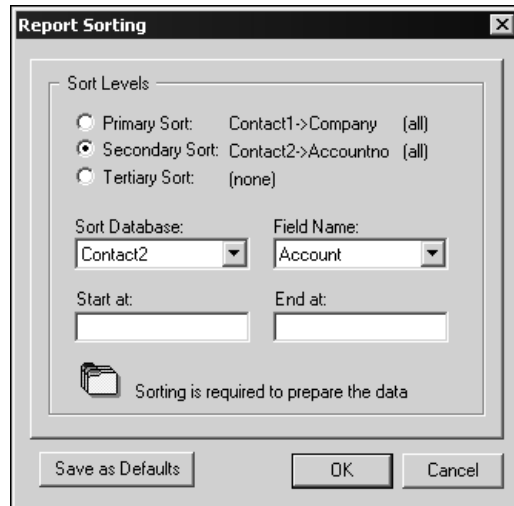 Report Sorting
Sort Levels
Primary Sort: Contact1->Company (all)
Secondary Sort: Contact2->Accountno (all)
Tertiary Sort: (none)
Sort Database: Field Name:
Contact2 Account
Start at: End at:
Sorting is required to prepare the data
Save as Defaults OK Cancel